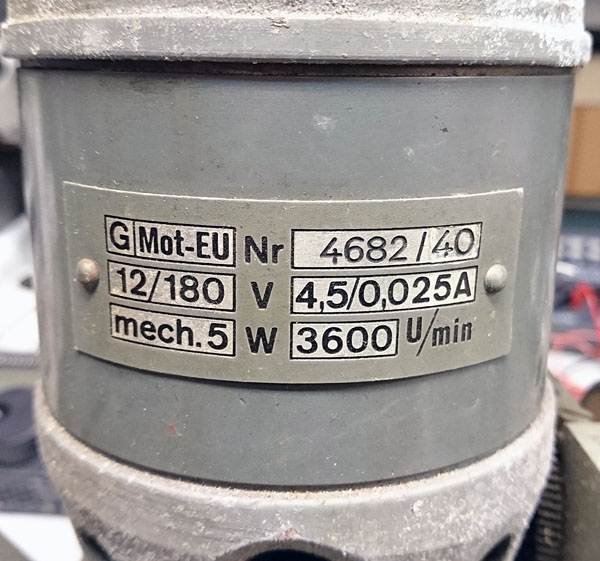 G Mot-EU Nr 4682/40
12/180 V 4,5/0,025A
mech.5 W 3600 U/min